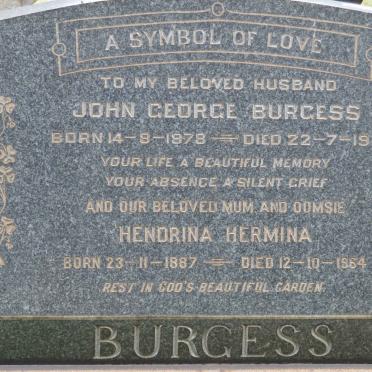 A SYMBOL OF LOVE
TO MY BELOVED HUSBAND
JOHN GEORGE BURGESS
BORN 14-9-1879 = DIED 22-7-19
YOUR LIFE A BEAUTIFUL MEMORY
YOUR ABSENCE A SILENT GRIEF
AND OUR BELOVED MUM AND OOMSIE
HENDRINA HERMINA
BORN 23-11-1887 = DIED 12-10-1964
REST IN GOD'S BEAUTIFUL GARDEN.
BURGESS